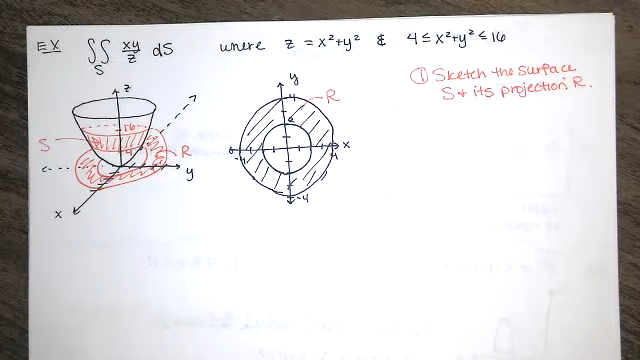 EX ∬ xy/z dS where z = x²+y² & 4 ≤ x²+y² ≤ 16
S
① Sketch the surface
S & its projection R.
z
16
4
S
R
y
x
y
4
R
2
x
-4
4
-4